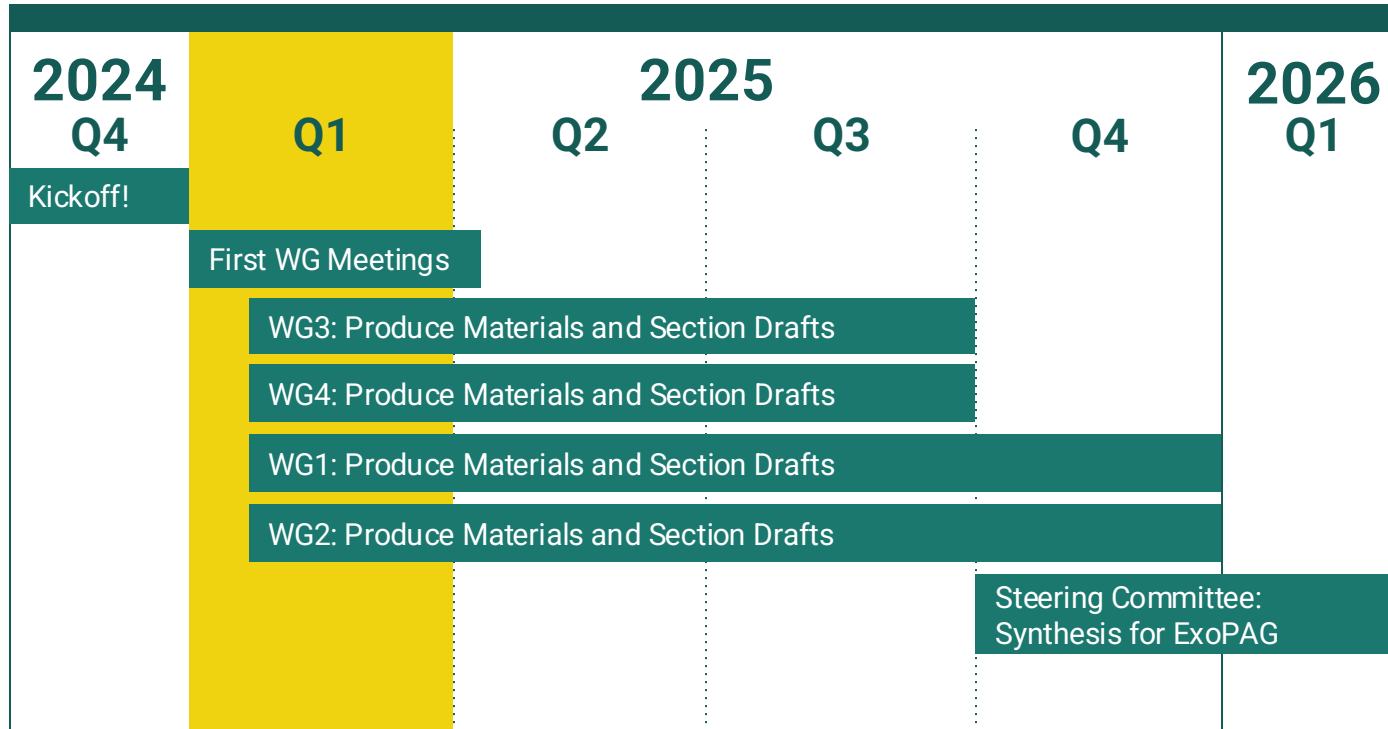 2024
2025
2026
Q4
Q1
Q2
Q3
Q4
Q1
Kickoff!
First WG Meetings
WG3: Produce Materials and Section Drafts
WG4: Produce Materials and Section Drafts
WG1: Produce Materials and Section Drafts
WG2: Produce Materials and Section Drafts
Steering Committee:
Synthesis for ExoPAG